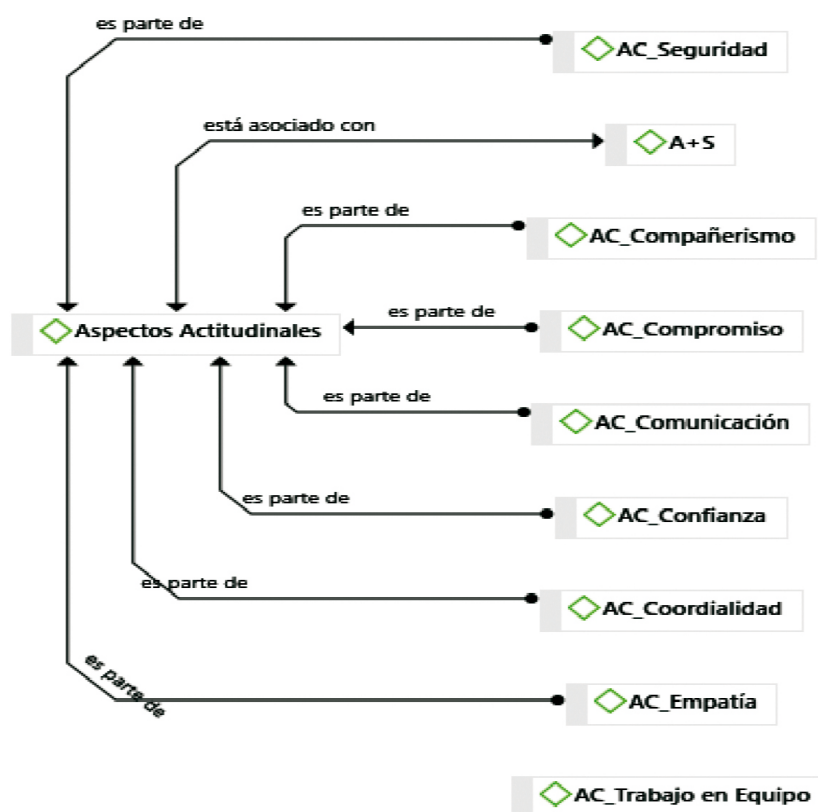 es parte de
AC_Seguridad
está asociado con
A+S
es parte de
AC_Compañerismo
es parte de
AC_Compromiso
Aspectos Actitudinales
es parte de
AC_Comunicación
es parte de
AC_Confianza
es parte de
AC_Coordialidad
es parte de
AC_Empatía
AC_Trabajo en Equipo